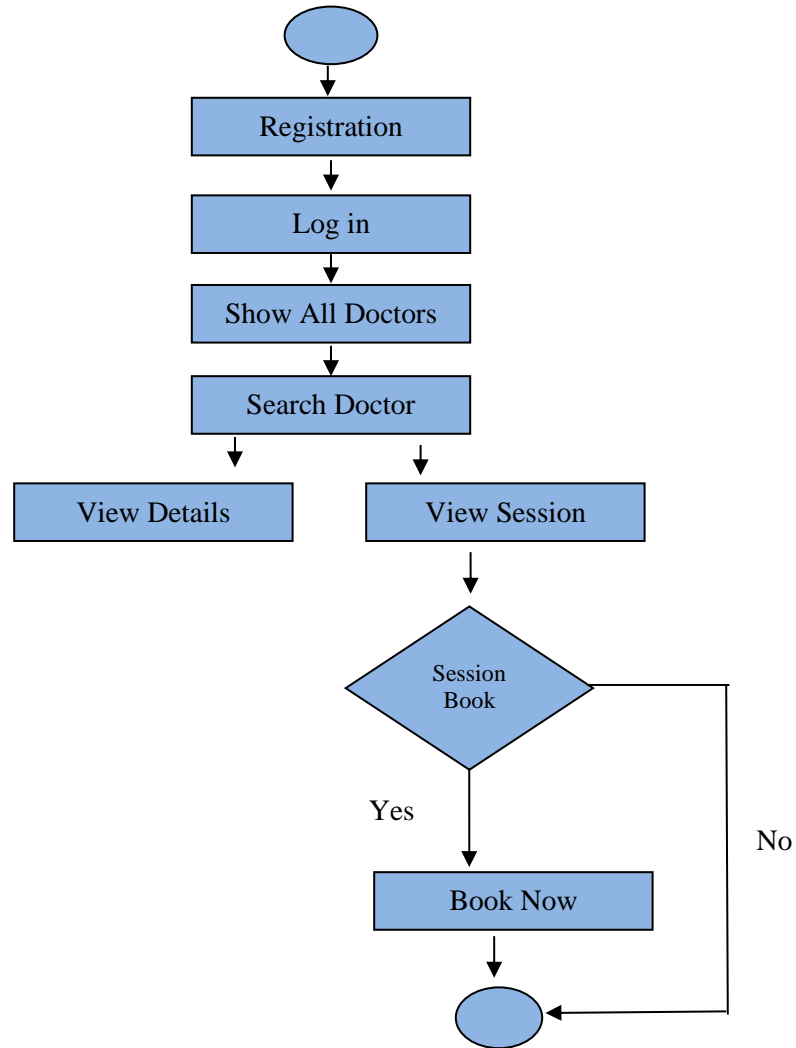 Registration
Log in
Show All Doctors
Search Doctor
View Details
View Session
Session
Book
Yes
No
Book Now